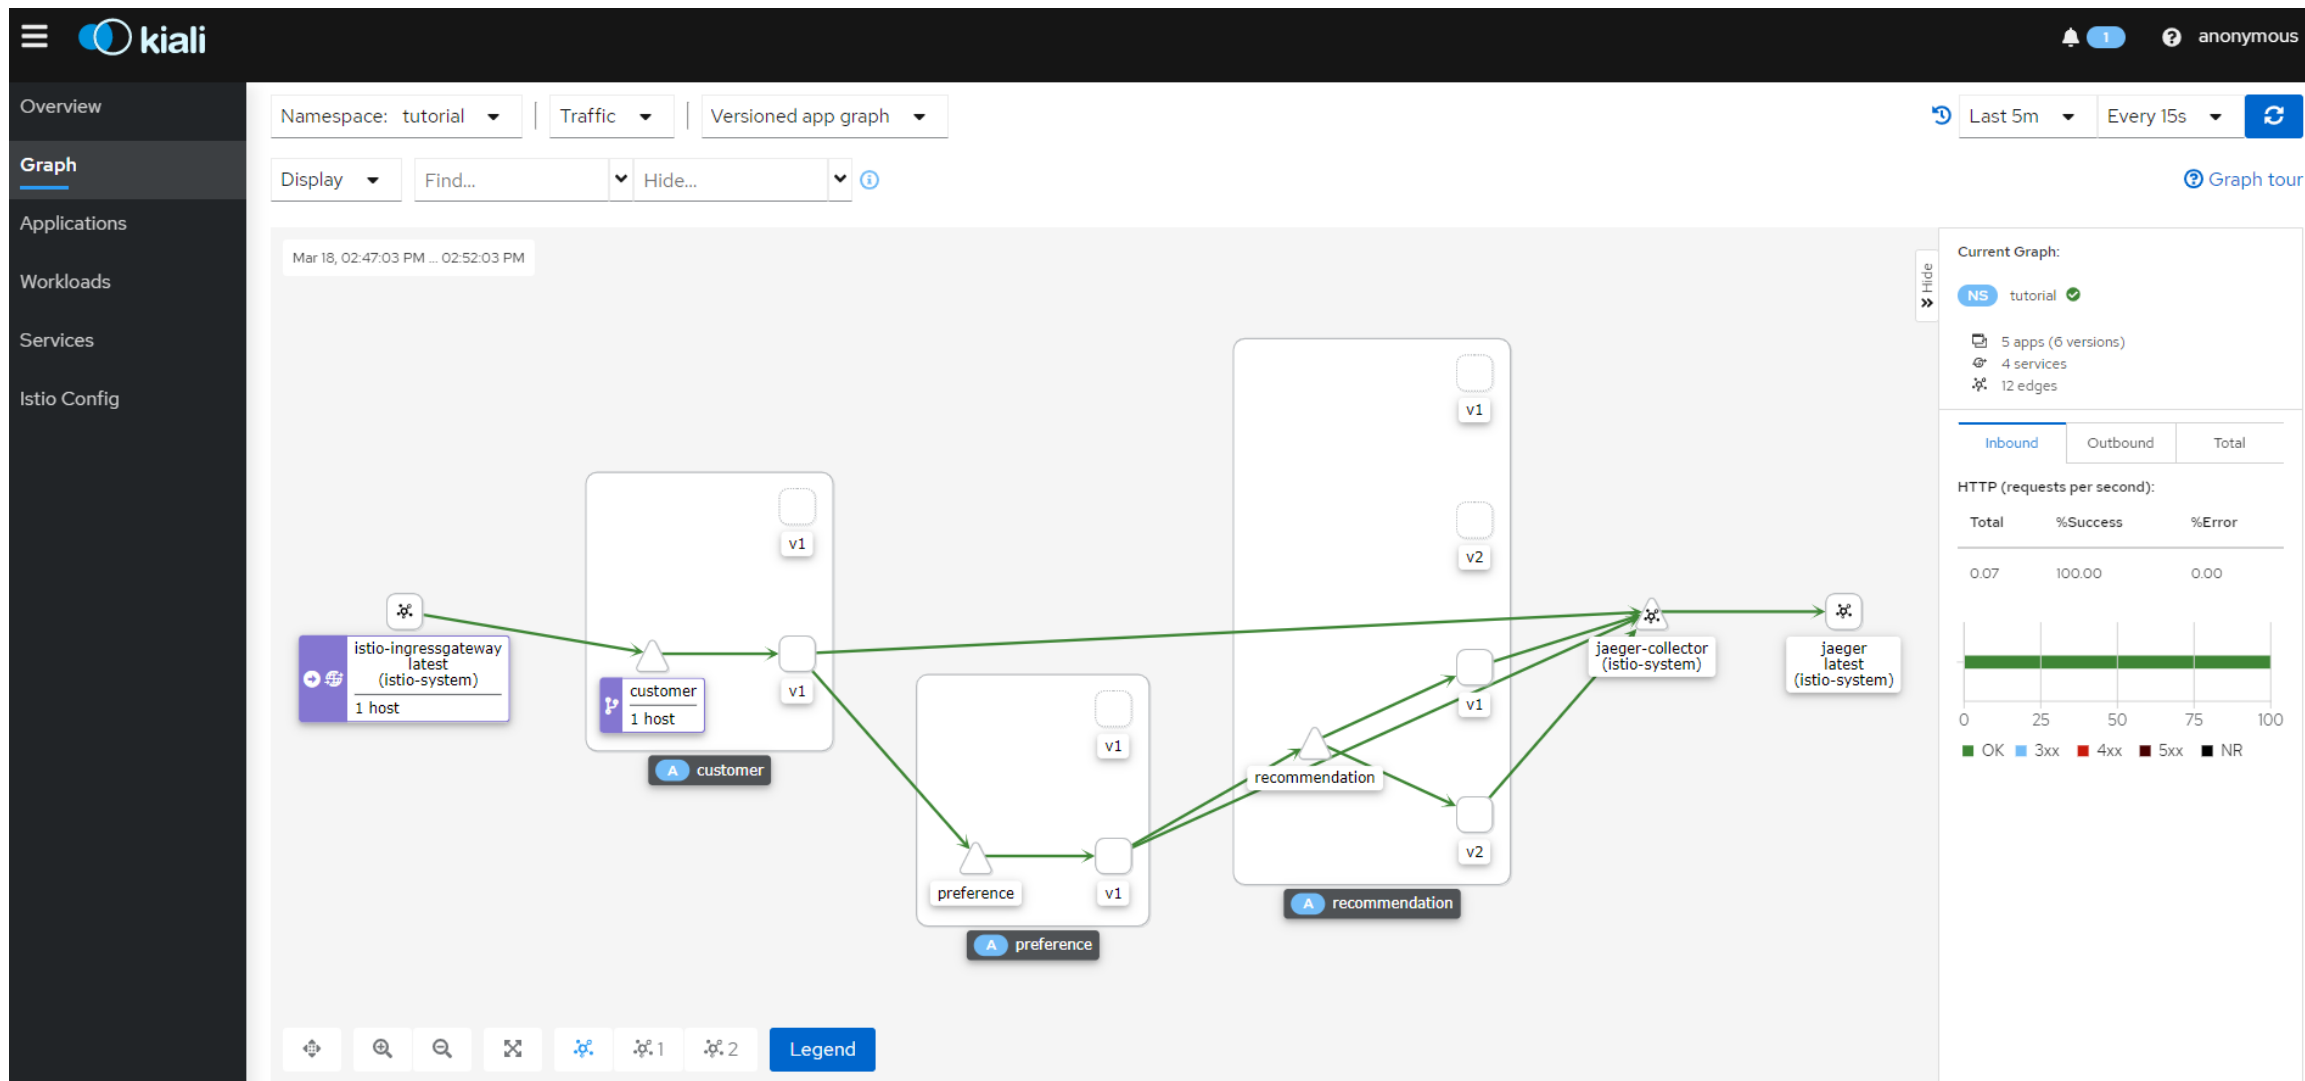 kiali
1
anonymous
Overview
Graph
Applications
Workloads
Services
Istio Config
Namespace: tutorial
Traffic
Versioned app graph
Last 5m
Every 15s
Display
Find...
Hide...
Graph tour
Mar 18, 02:47:03 PM ... 02:52:03 PM
Hide
istio-ingressgateway
latest
(istio-system)
1 host
v1
customer
1 host
v1
A customer
v1
preference
v1
A preference
v1
v2
v1
recommendation
v2
A recommendation
jaeger-collector
(istio-system)
jaeger
latest
(istio-system)
1
2
Legend
Current Graph:
NS tutorial
5 apps (6 versions)
4 services
12 edges
Inbound Outbound Total
HTTP (requests per second):
Total %Success %Error
0.07 100.00 0.00
0 25 50 75 100
OK 3xx 4xx 5xx NR